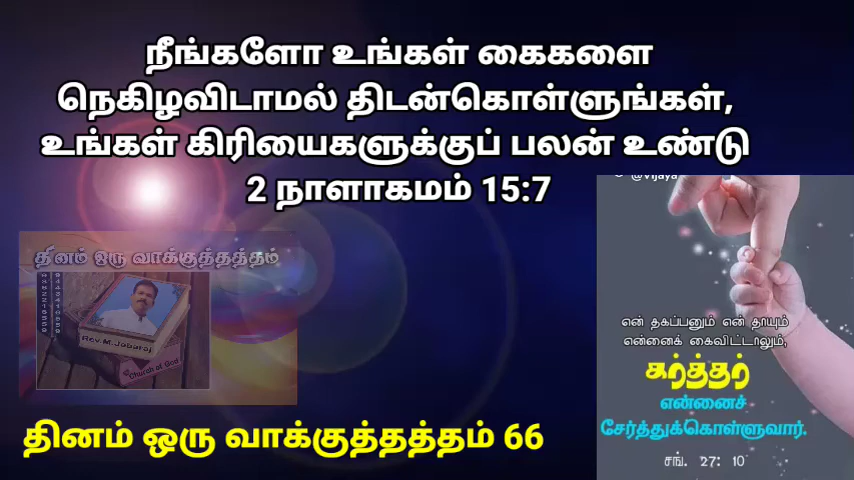 நீங்களோ உங்கள் கைகளை
நெகிழவிடாமல் திடன்கொள்ளுங்கள்,
உங்கள் கிரியைகளுக்குப் பலன் உண்டு
2 நாளாகமம் 15:7
@vijaya
தினம் ஒரு வாக்குத்தத்தம்
Rev.M.Jabaraj
Church of God
என் தகப்பனும் என் தாயும்
என்னைக் கைவிட்டாலும்,
கர்த்தர்
என்னைச்
சேர்த்துக்கொள்ளுவார்.
சங். 27: 10
தினம் ஒரு வாக்குத்தத்தம் 66